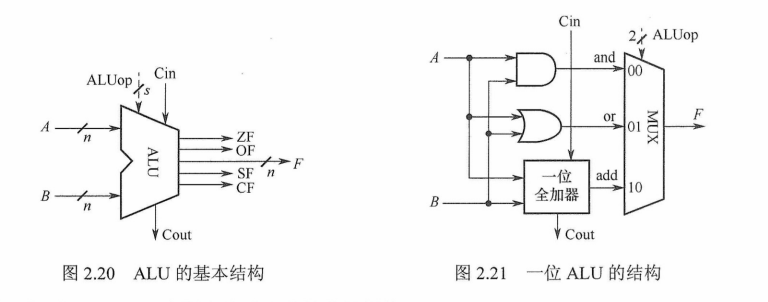 ALUop
s
Cin
A
n
B
n
ALU
ZF
OF
F
n
SF
CF
Cout
图 2.20 ALU 的基本结构
Cin
2
ALUop
A
B
and
00
or
01
add
10
MUX
F
一位
全加器
Cout
图 2.21 一位 ALU 的结构